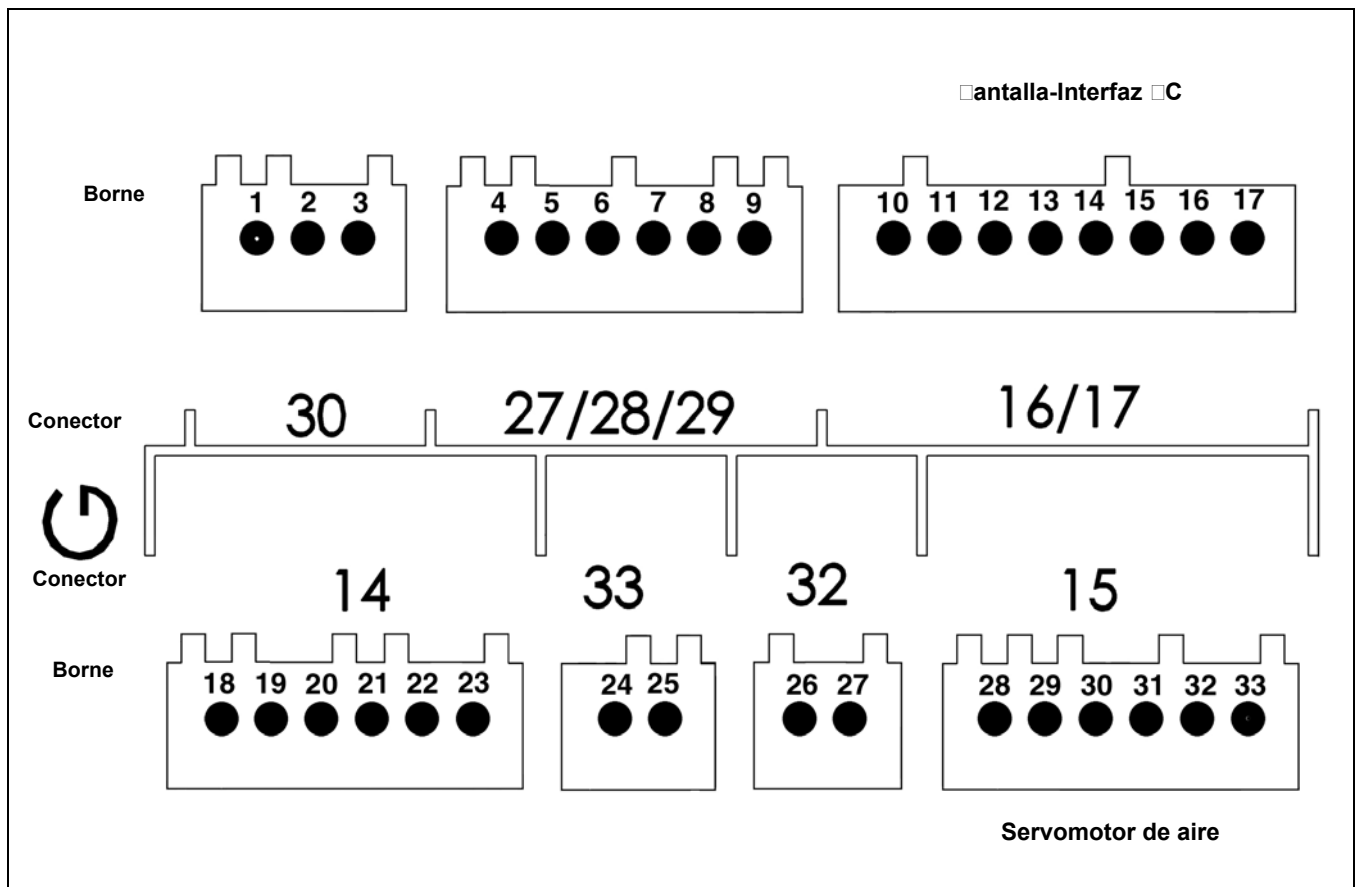 □antalla-Interfaz □C
Borne
1 2 3 4 5 6 7 8 9 10 11 12 13 14 15 16 17
Conector
30 27/28/29 16/17
Conector
14 33 32 15
Borne
18 19 20 21 22 23 24 25 26 27 28 29 30 31 32 33
Servomotor de aire